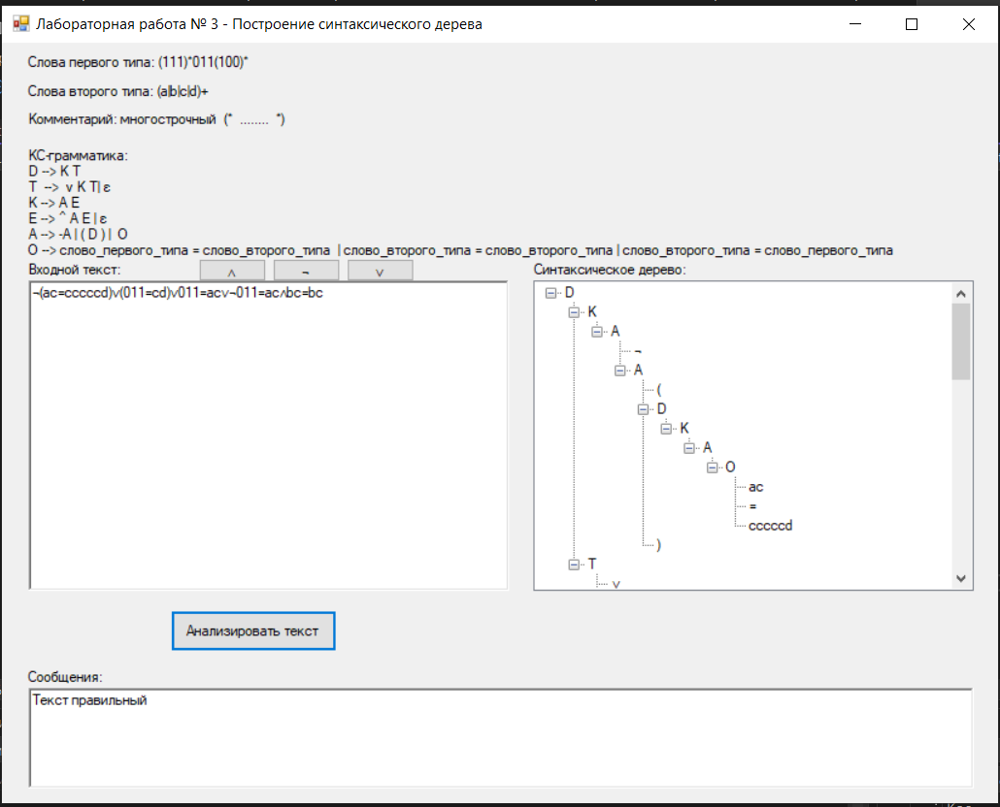 Лабораторная работа № 3 - Построение синтаксического дерева
Слова первого типа: (111)*011(100)*
Слова второго типа: (a|b|c|d)+
Комментарий: многострочный (* ........ *)
КС-грамматика:
D --> K T
T --> v K T| ε
K --> A E
E --> ^ A E | ε
A --> -A | ( D ) | O
O --> слово_первого_типа = слово_второго_типа | слово_второго_типа = слово_второго_типа | слово_второго_типа = слово_первого_типа
Входной текст:
∧
¬
∨
Синтаксическое дерево:
¬(ac=cccccd)∨(011=cd)∨011=ac∨¬011=ac∧bc=bc
D
K
A
¬
A
(
D
K
A
O
ac
=
cccccd
)
T
∨
Анализировать текст
Сообщения:
Текст правильный